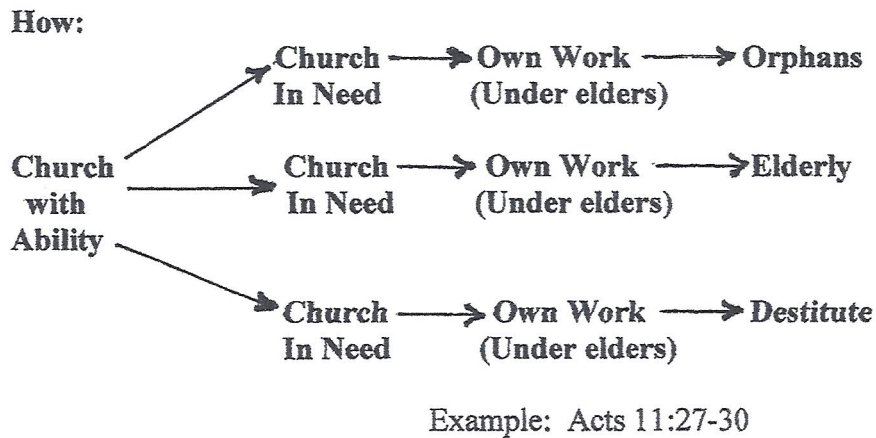 How:
Church → Own Work → Orphans
In Need (Under elders)
Church Church → Own Work → Elderly
with In Need (Under elders)
Ability
Church → Own Work → Destitute
In Need (Under elders)
Example: Acts 11:27-30